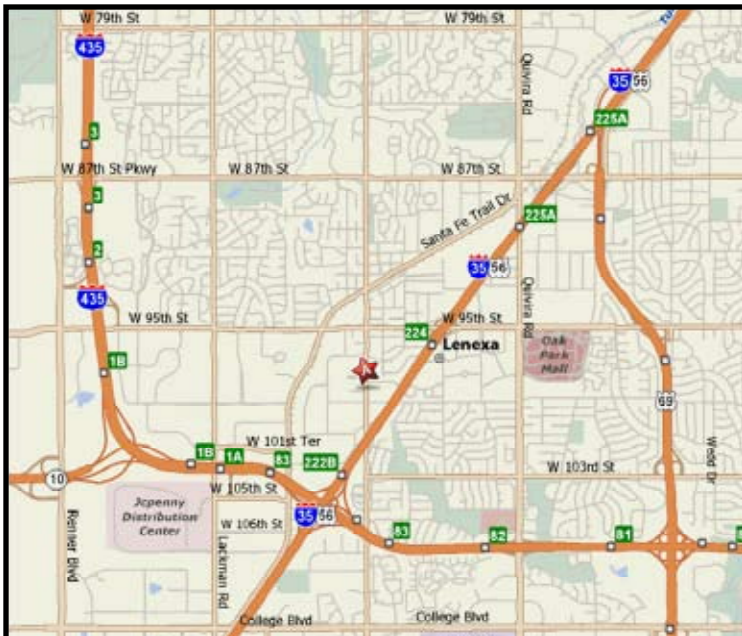 W 79th St
W 79th St
435
Quivira Rd
35 56
225A
3
W 87th St Pkwy
W 87th St
W 87th St
3
Santa Fe Trail Dr
225A
2
35 56
435
Quivira Rd
W 95th St
W 95th St
224
Lenexa
Oak
Park
Mall
1B
69
W 101st Ter
Wedd Dr
1B
1A
83
222B
W 103rd St
10
W 105th St
Jcpenny
Distribution
Center
35 56
W 106th St
Renner Blvd
Lackman Rd
83
82
81
College Blvd
College Blvd